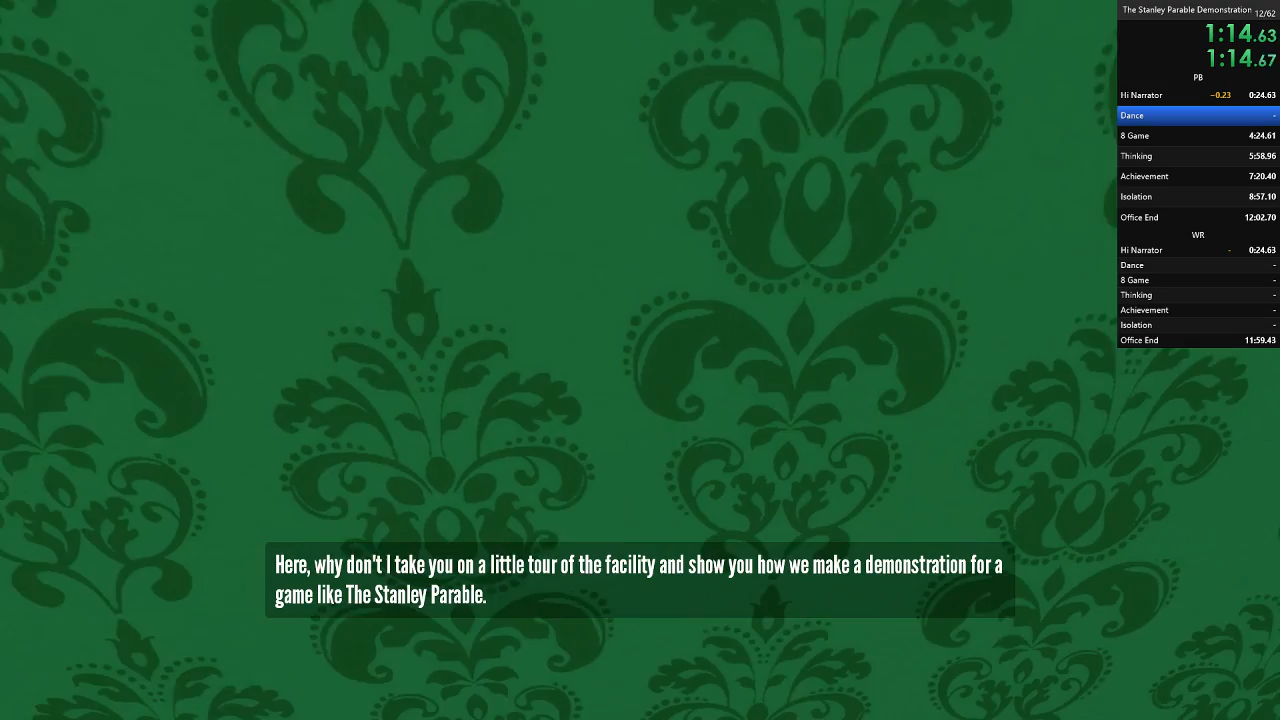 The Stanley Parable Demonstration 12/62
1:14.63
1:14.67
PB
Hi Narrator −0.23 0:24.63
Dance -
8 Game 4:24.61
Thinking 5:58.96
Achievement 7:20.40
Isolation 8:57.10
Office End 12:02.70
WR
Hi Narrator - 0:24.63
Dance -
8 Game -
Thinking -
Achievement -
Isolation -
Office End 11:59.43
Here, why don't I take you on a little tour of the facility and show you how we make a demonstration for a
game like The Stanley Parable.